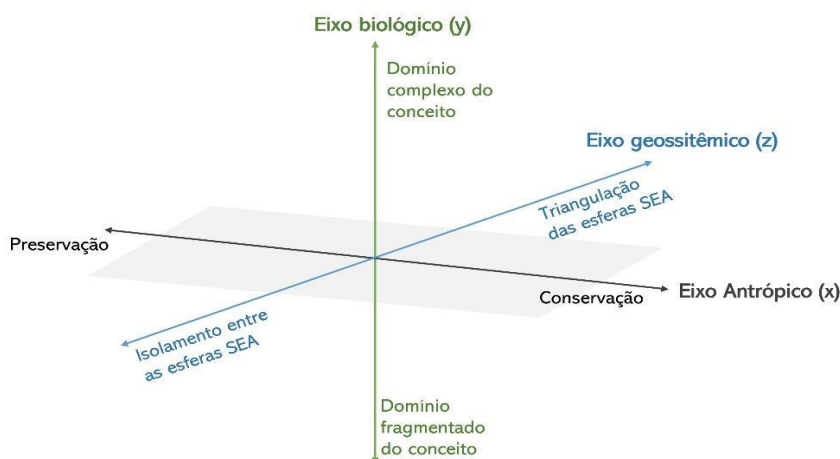 Eixo biológico (y)
Domínio
complexo do
conceito
Eixo geossitêmico (z)
Triangulação
das esferas SEA
Preservação
Conservação
Eixo Antrópico (x)
Isolamento entre
as esferas SEA
Domínio
fragmentado
do conceito